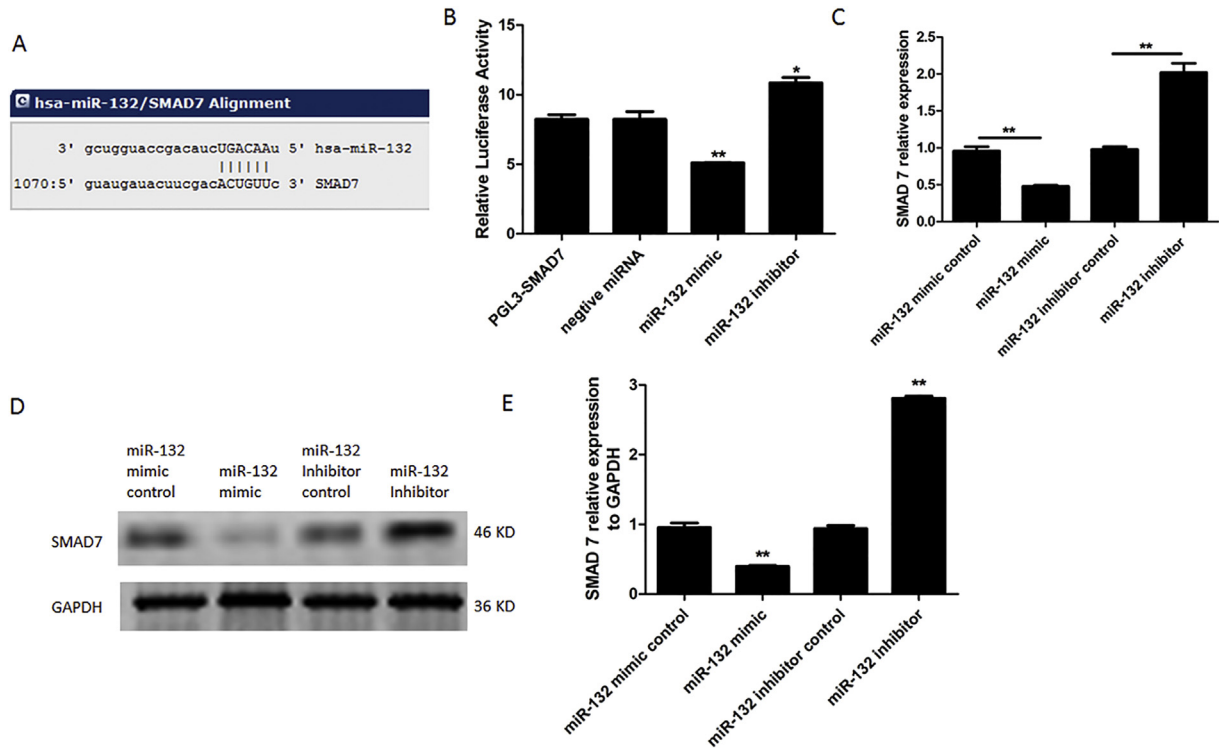 A
hsa-miR-132/SMAD7 Alignment
3' gcugguaccgacaucUGACAAu 5' hsa-miR-132
||||||
1070:5' guaugauacuucgacACUGUUc 3' SMAD7
B
Relative Luciferase Activity
15
10
5
0
**
*
PGL3-SMAD7
negtive miRNA
miR-132 mimic
miR-132 inhibitor
C
SMAD 7 relative expression
2.5
2.0
1.5
1.0
0.5
0.0
**
**
miR-132 mimic control
miR-132 mimic
miR-132 inhibitor control
miR-132 inhibitor
D
miR-132
mimic
control
miR-132
mimic
miR-132
Inhibitor
control
miR-132
Inhibitor
SMAD7
46 KD
GAPDH
36 KD
E
SMAD 7 relative expression
to GAPDH
3
2
1
0
**
**
miR-132 mimic control
miR-132 mimic
miR-132 inhibitor control
miR-132 inhibitor